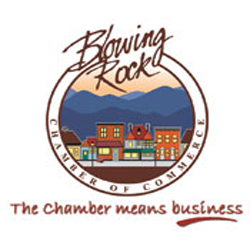 Blowing
Rock
CHAMBER OF COMMERCE
The Chamber means business